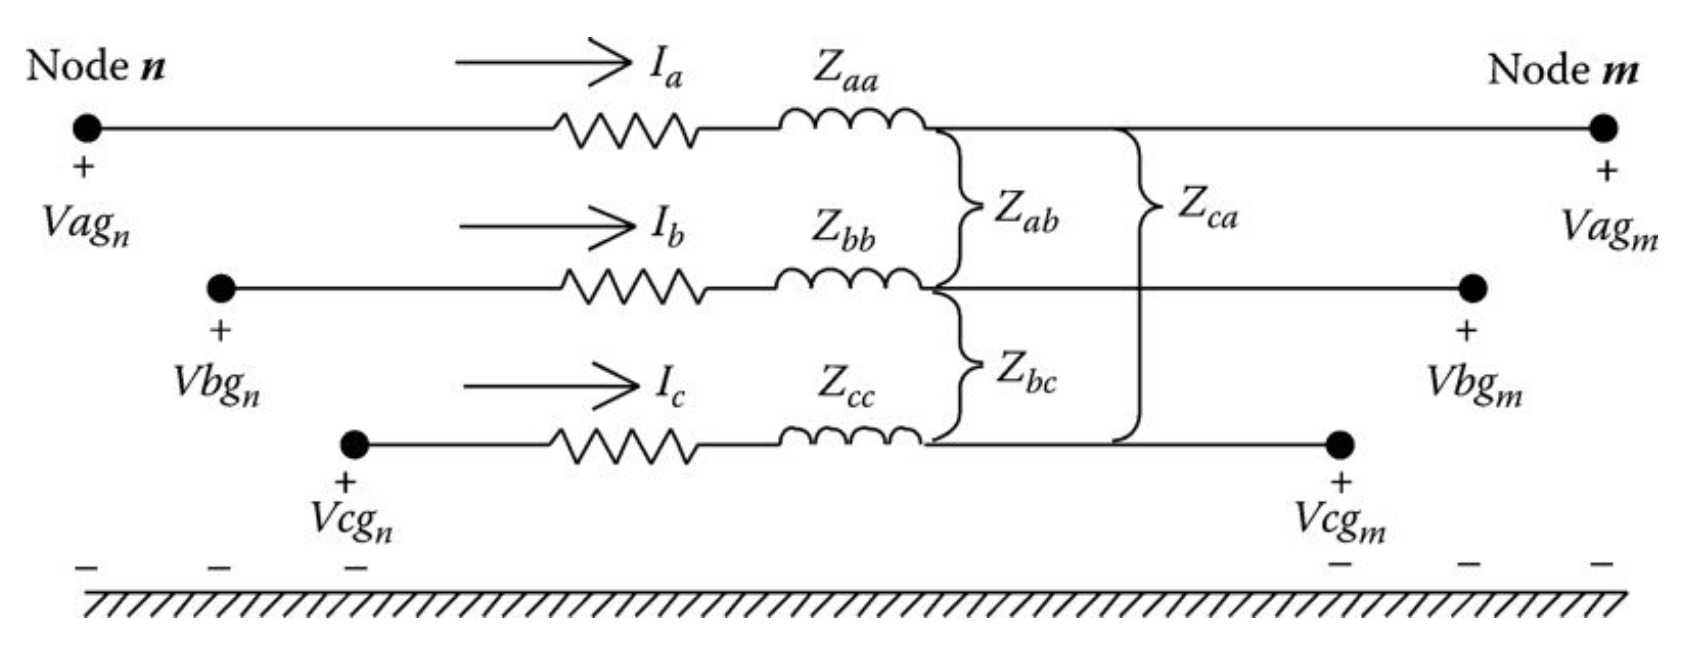 Node n
I_a
Z_aa
Node m
+
+
Vag_n
I_b
Z_bb
Z_ab
Z_ca
Vag_m
+
+
Vbg_n
I_c
Z_cc
Z_bc
Vbg_m
+
+
Vcg_n
Vcg_m
– – –
– – –